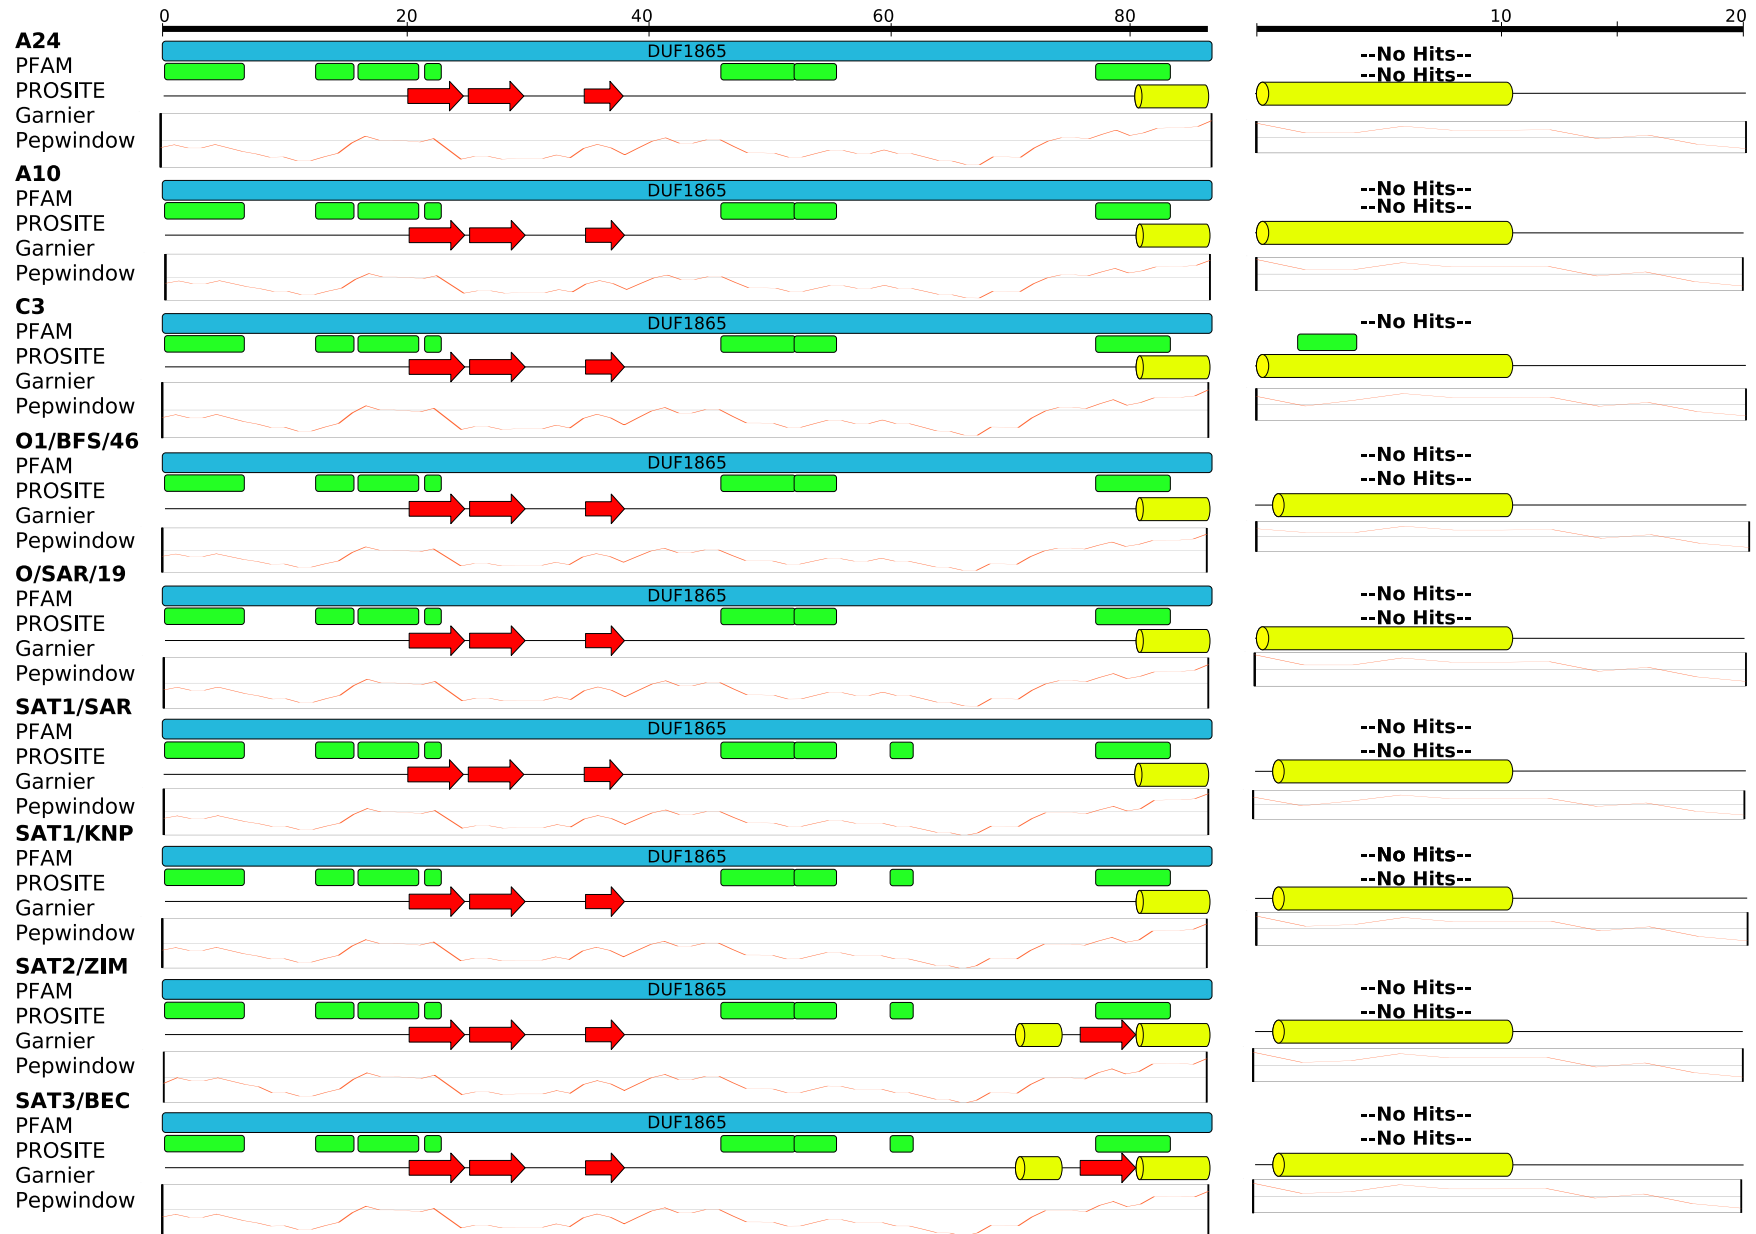 0 20 40 60 80 10 20
A24
PFAM DUF1865 --No Hits--
PROSITE --No Hits--
Garnier
Pepwindow
A10
PFAM DUF1865 --No Hits--
PROSITE --No Hits--
Garnier
Pepwindow
C3
PFAM DUF1865 --No Hits--
PROSITE
Garnier
Pepwindow
O1/BFS/46
PFAM DUF1865 --No Hits--
PROSITE --No Hits--
Garnier
Pepwindow
O/SAR/19
PFAM DUF1865 --No Hits--
PROSITE --No Hits--
Garnier
Pepwindow
SAT1/SAR
PFAM DUF1865 --No Hits--
PROSITE --No Hits--
Garnier
Pepwindow
SAT1/KNP
PFAM DUF1865 --No Hits--
PROSITE --No Hits--
Garnier
Pepwindow
SAT2/ZIM
PFAM DUF1865 --No Hits--
PROSITE --No Hits--
Garnier
Pepwindow
SAT3/BEC
PFAM DUF1865 --No Hits--
PROSITE --No Hits--
Garnier
Pepwindow